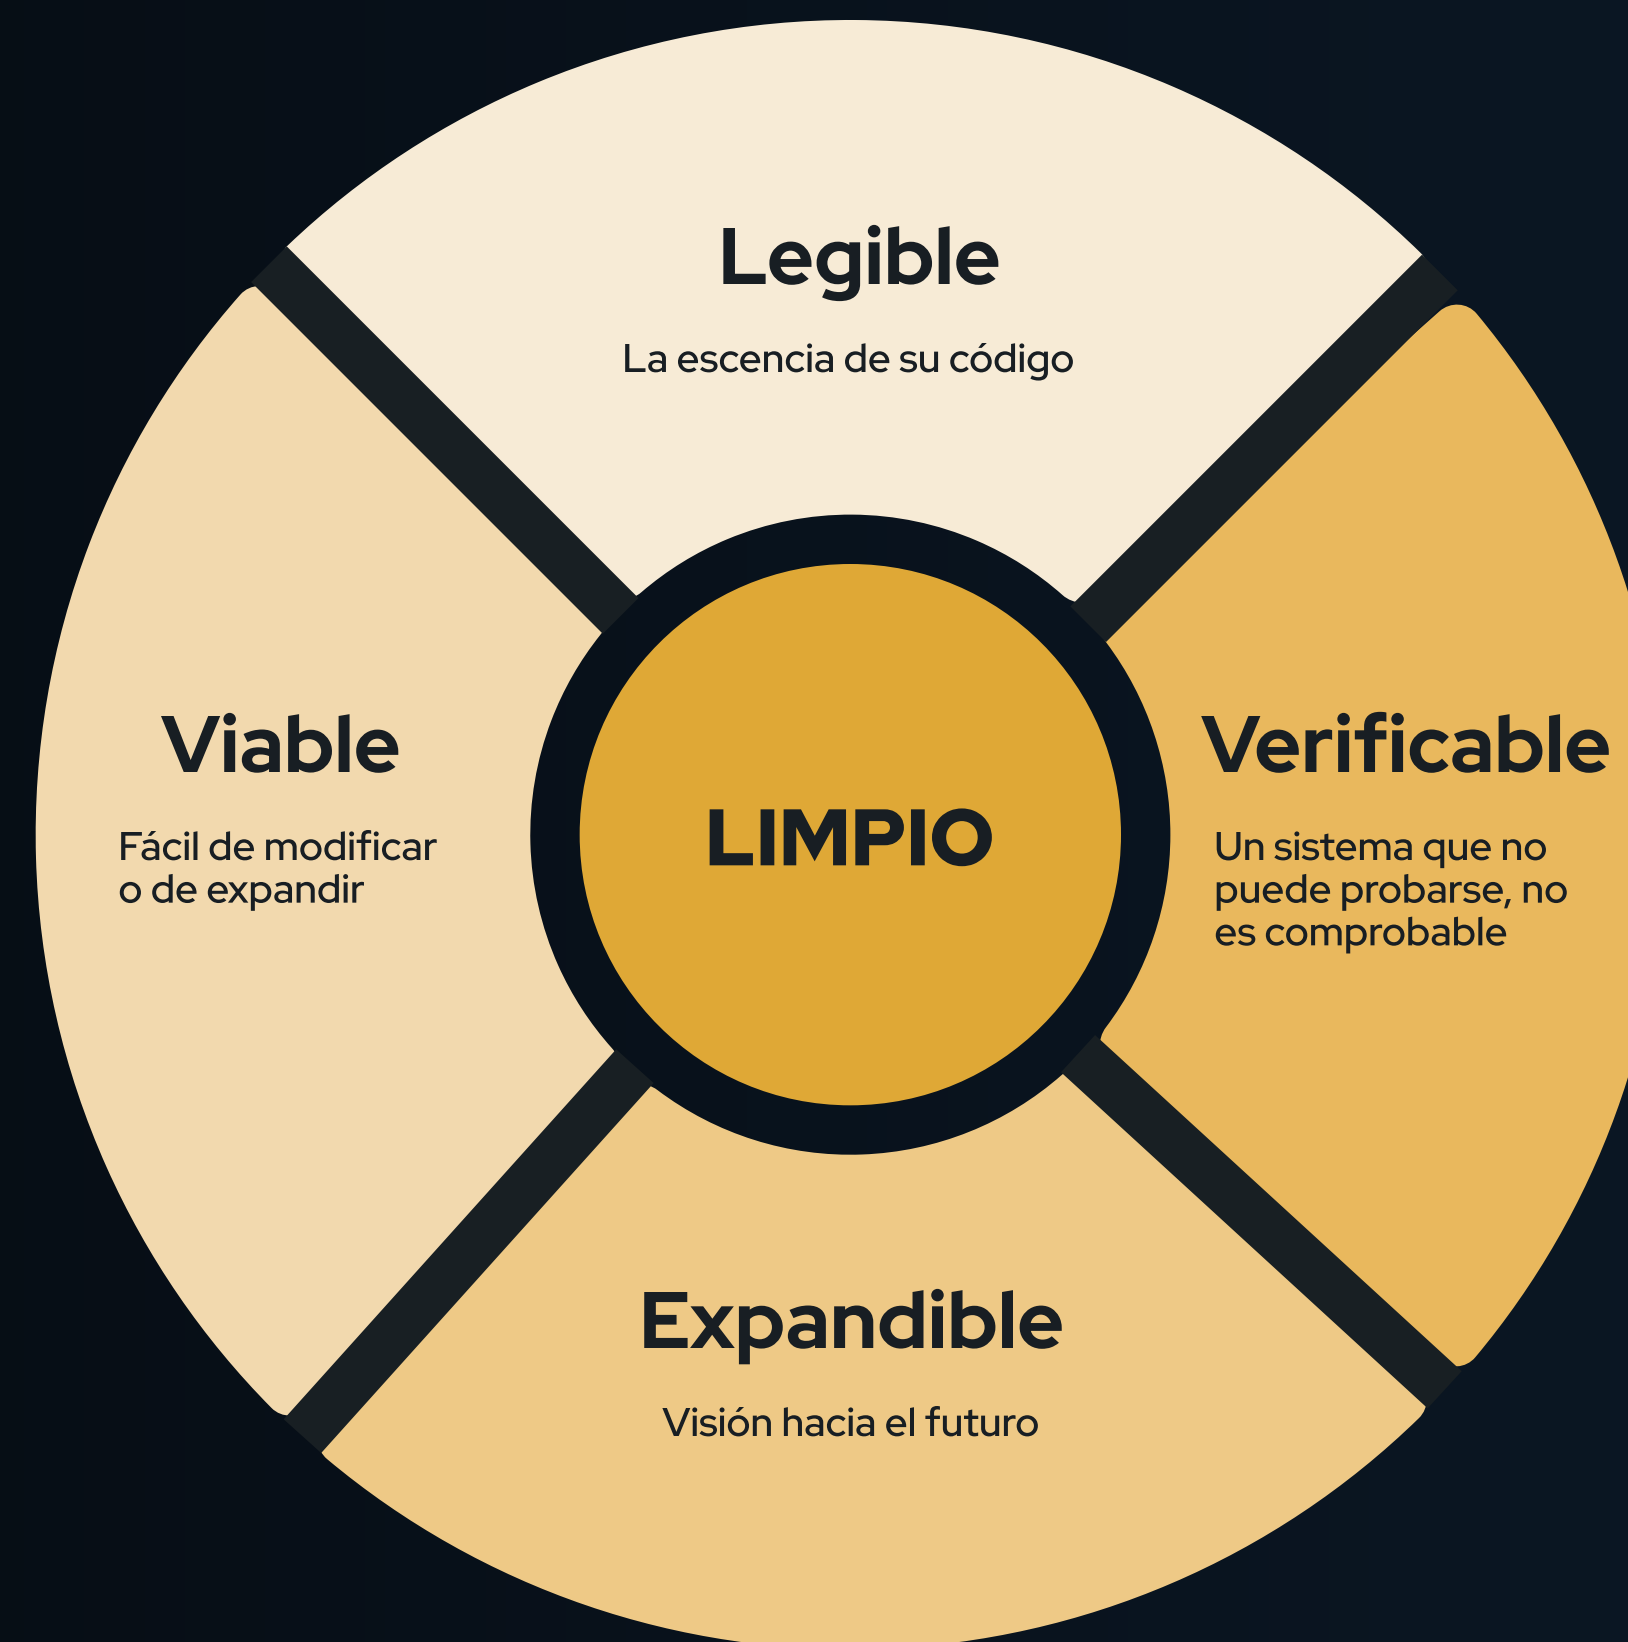 Legible
La escencia de su código
Viable
Fácil de modificar
o de expandir
LIMPIO
Verificable
Un sistema que no
puede probarse, no
es comprobable
Expandible
Visión hacia el futuro